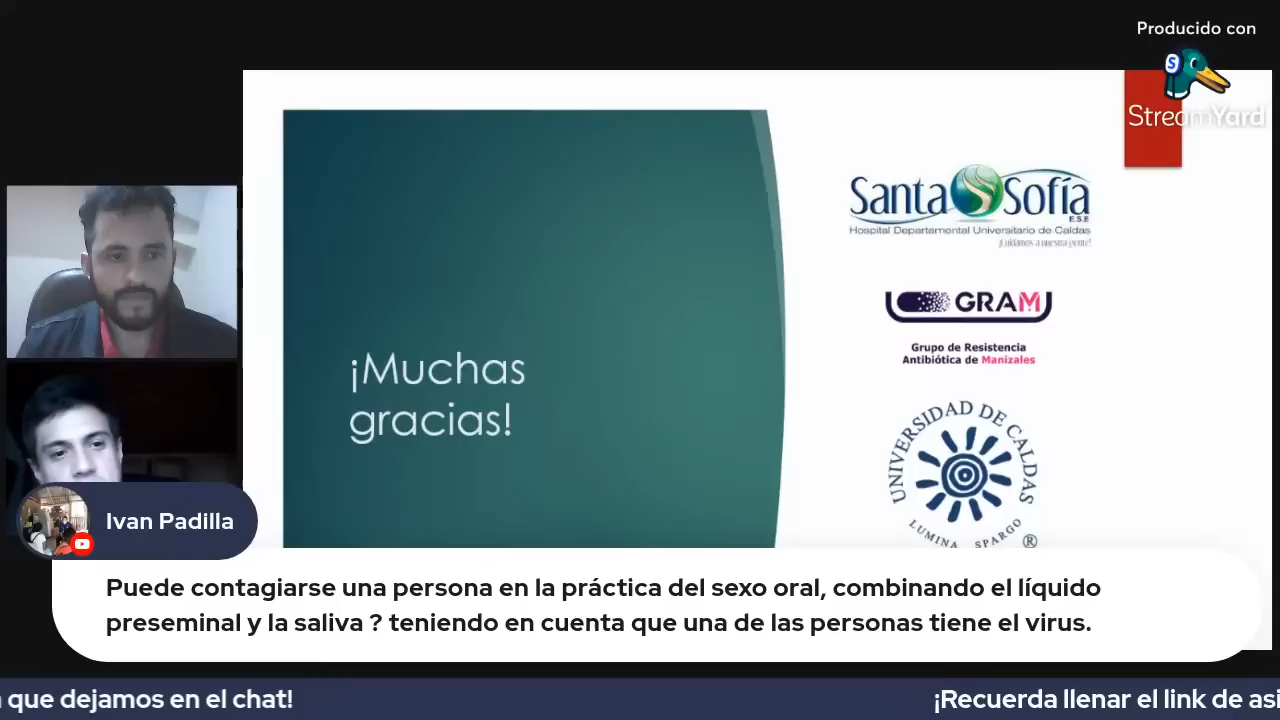 Producido con
StreamYard
Santa Sofía
E.S.E
Hospital Departamental Universitario de Caldas
¡Cuidamos a nuestra gente!
GRAM
Grupo de Resistencia
Antibiótica de Manizales
¡Muchas
gracias!
UNIVERSIDAD DE CALDAS
LUMINA SPARGO
®
Ivan Padilla
Puede contagiarse una persona en la práctica del sexo oral, combinando el líquido
preseminal y la saliva ? teniendo en cuenta que una de las personas tiene el virus.
que dejamos en el chat!
¡Recuerda llenar el link de asi